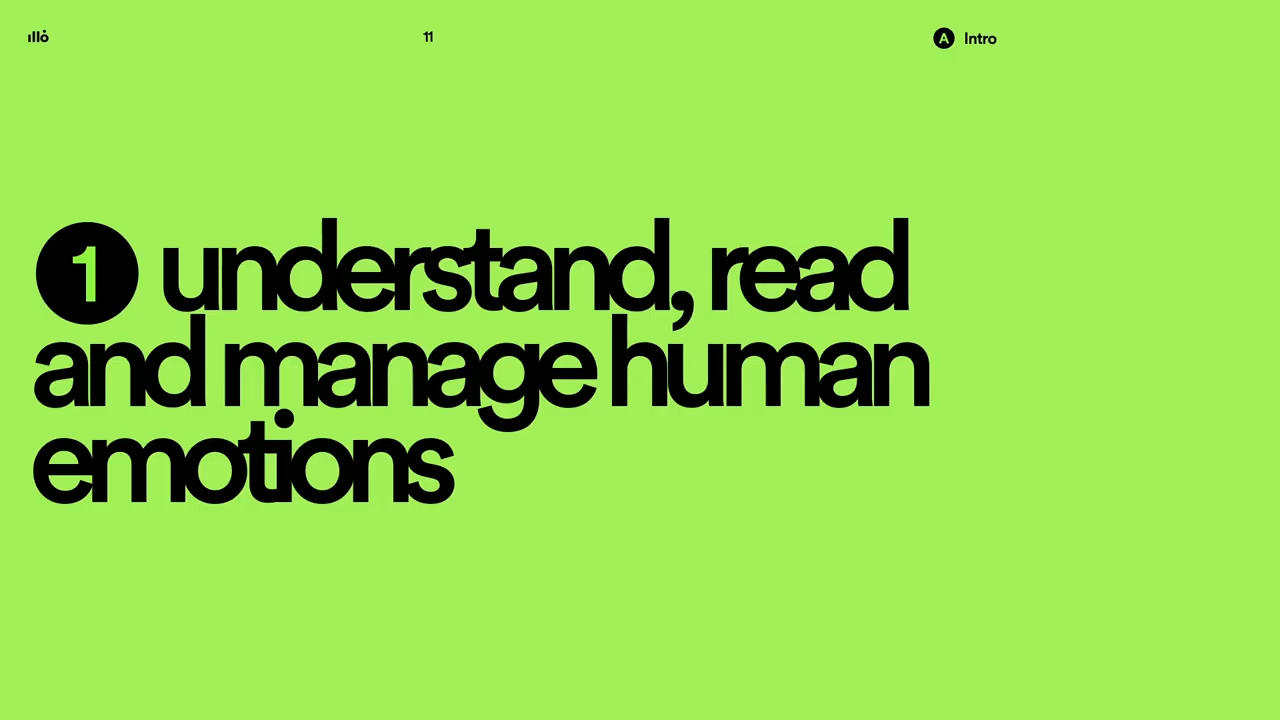 illo
11
A Intro
1 understand, read
and manage human
emotions